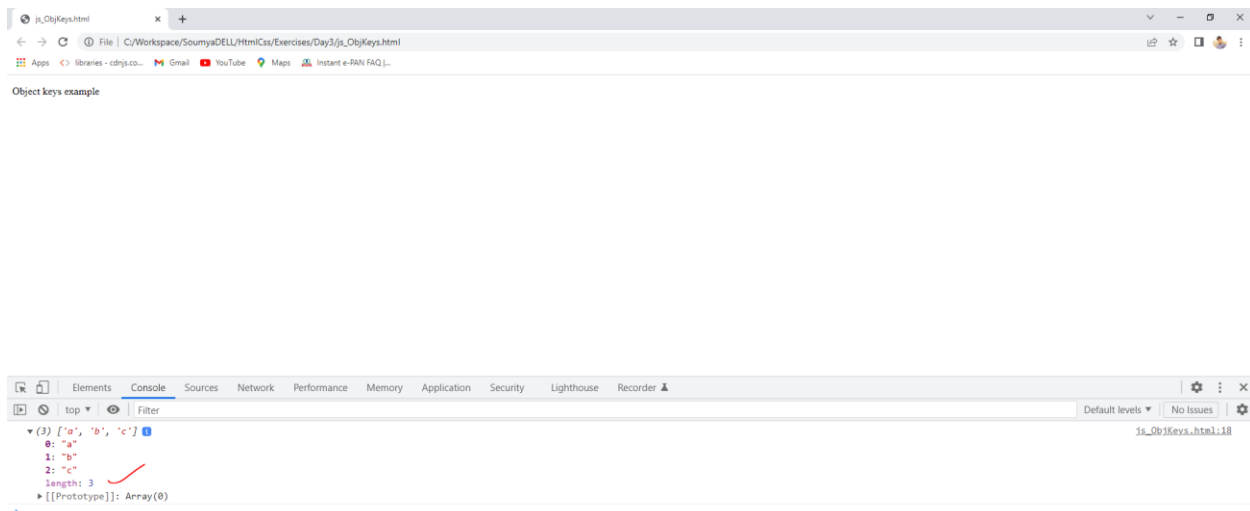 js_ObjKeys.html
File | C:/Workspace/SoumyaDELL/HtmlCss/Exercises/Day3/js_ObjKeys.html
Apps libraries - cdnjs.co... Gmail YouTube Maps Instant e-PAN FAQ |...
Object keys example
Elements Console Sources Network Performance Memory Application Security Lighthouse Recorder
top Filter Default levels No Issues
(3) ['a', 'b', 'c'] js_ObjKeys.html:18
0: "a"
1: "b"
2: "c"
length: 3
[[Prototype]]: Array(0)